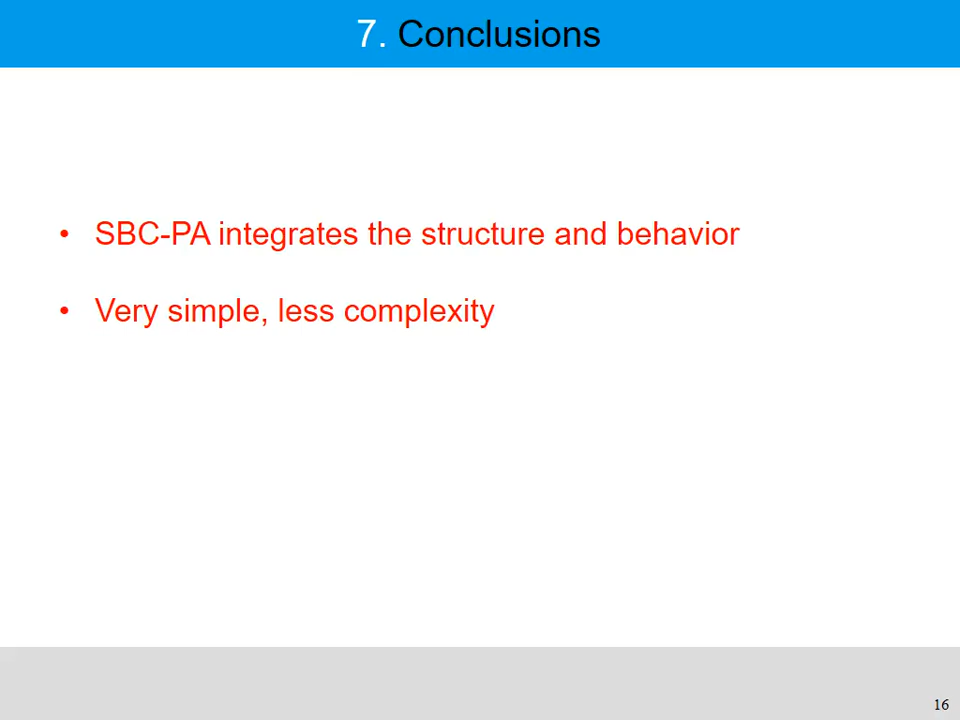 7. Conclusions
• SBC-PA integrates the structure and behavior
• Very simple, less complexity
16